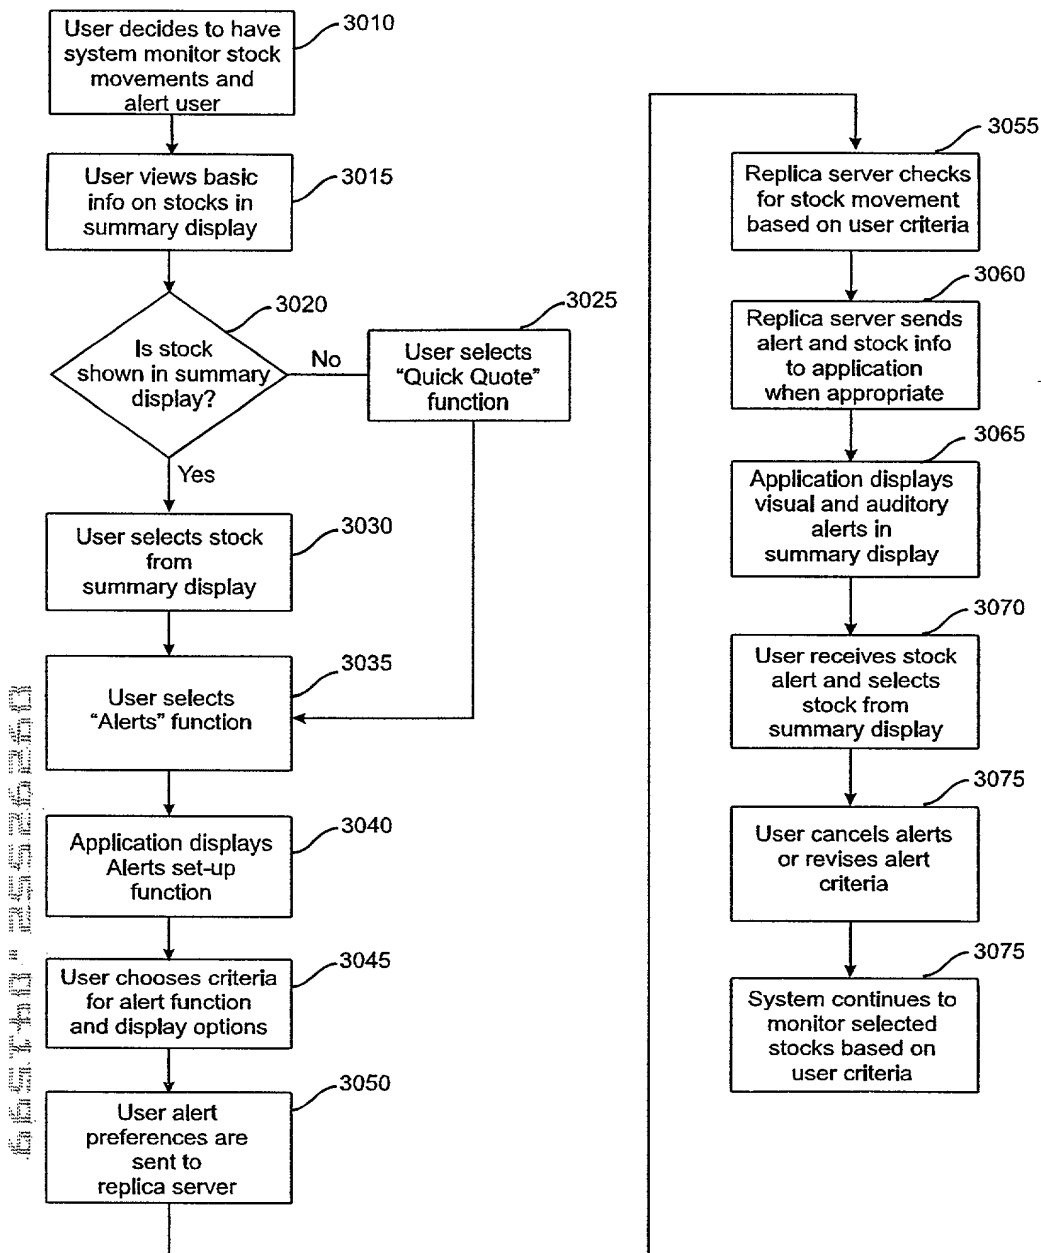 3010
User decides to have
system monitor stock
movements and
alert user
3015
User views basic
info on stocks in
summary display
3020
Is stock
shown in summary
display?
No
Yes
3025
User selects
“Quick Quote”
function
3030
User selects stock
from
summary display
3035
User selects
“Alerts” function
3040
Application displays
Alerts set-up
function
3045
User chooses criteria
for alert function
and display options
3050
User alert
preferences are
sent to
replica server
3055
Replica server checks
for stock movement
based on user criteria
3060
Replica server sends
alert and stock info
to application
when appropriate
3065
Application displays
visual and auditory
alerts in
summary display
3070
User receives stock
alert and selects
stock from
summary display
3075
User cancels alerts
or revises alert
criteria
3075
System continues to
monitor selected
stocks based on
user criteria